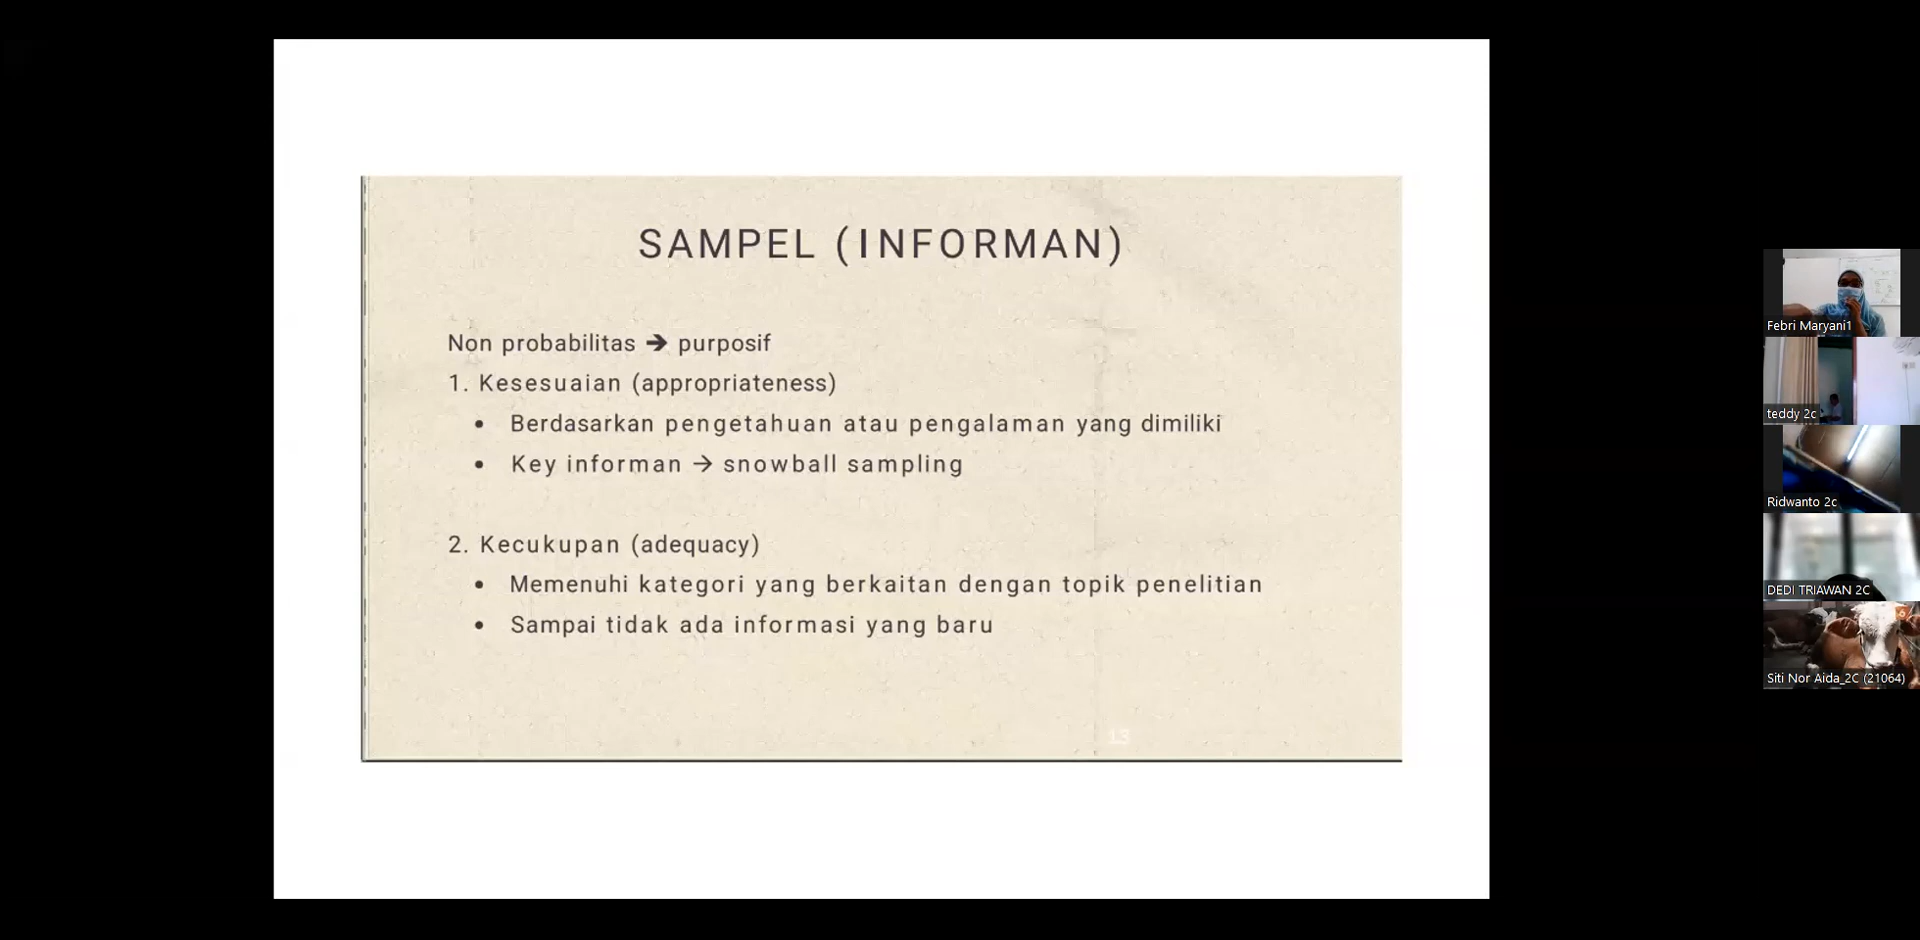 SAMPEL (INFORMAN)
Non probabilitas ➔ purposif
1. Kesesuaian (appropriateness)
• Berdasarkan pengetahuan atau pengalaman yang dimiliki
• Key informan → snowball sampling
2. Kecukupan (adequacy)
• Memenuhi kategori yang berkaitan dengan topik penelitian
• Sampai tidak ada informasi yang baru
13
Febri Maryani1
teddy 2c
Ridwanto 2c
DEDI TRIAWAN 2C
Siti Nor Aida_2C (21064)